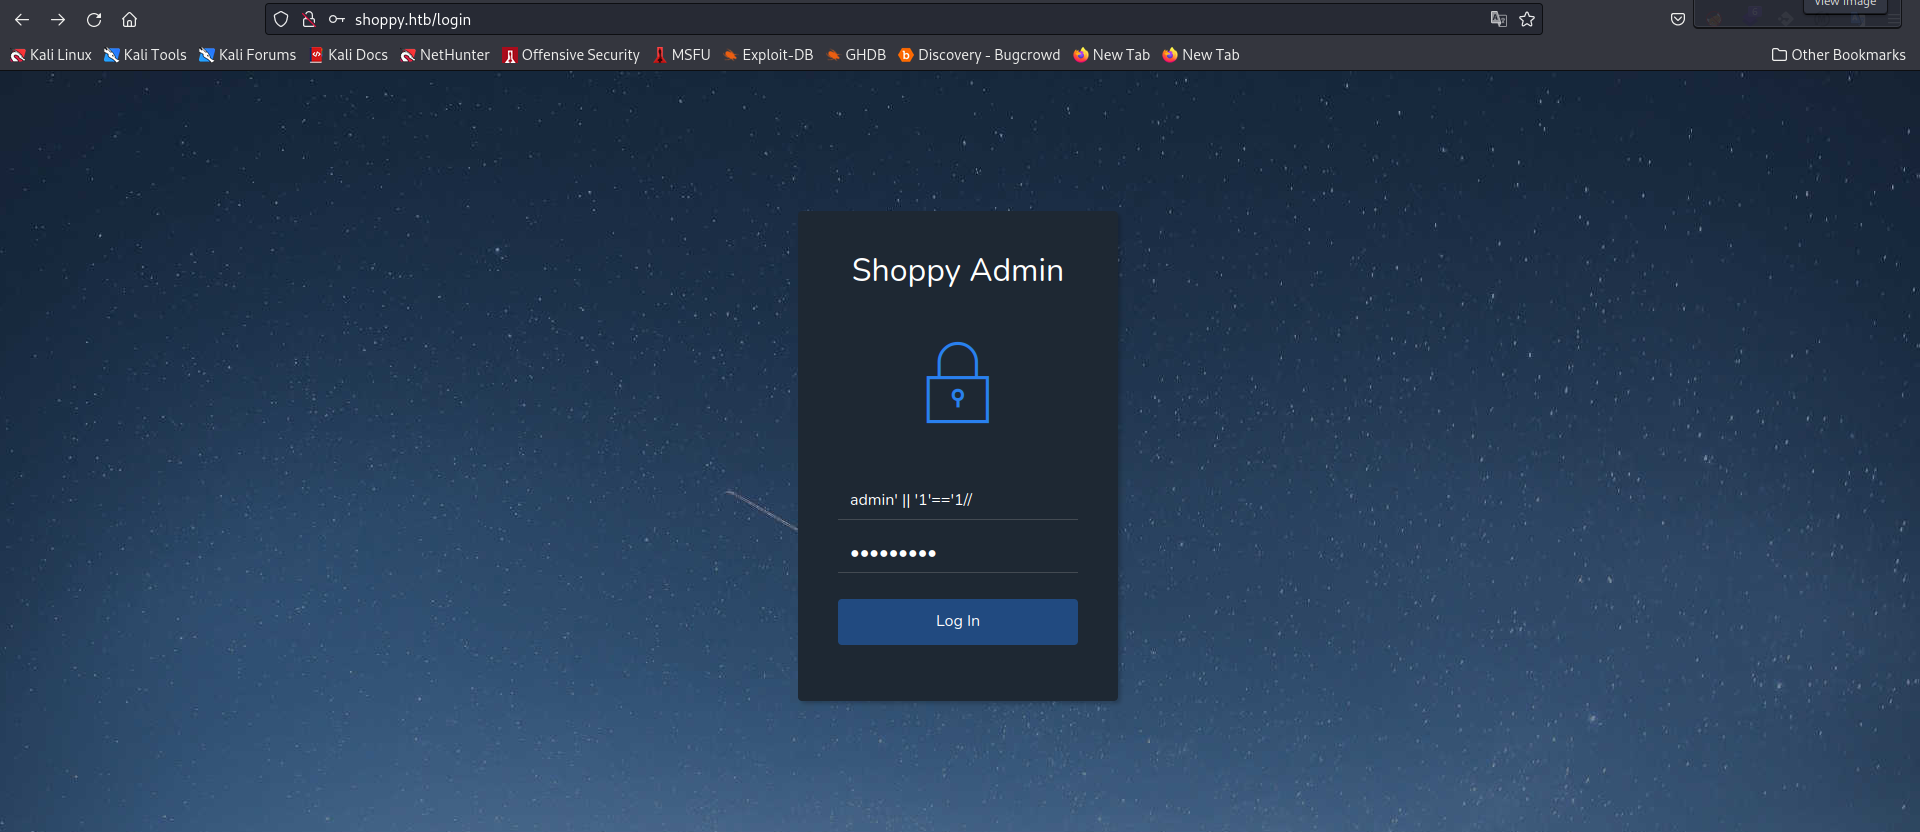 shoppy.htb/login
View Image
Kali Linux Kali Tools Kali Forums Kali Docs NetHunter Offensive Security MSFU Exploit-DB GHDB Discovery - Bugcrowd New Tab New Tab Other Bookmarks
Shoppy Admin
admin' || '1'=='1//
•••••••••
Log In